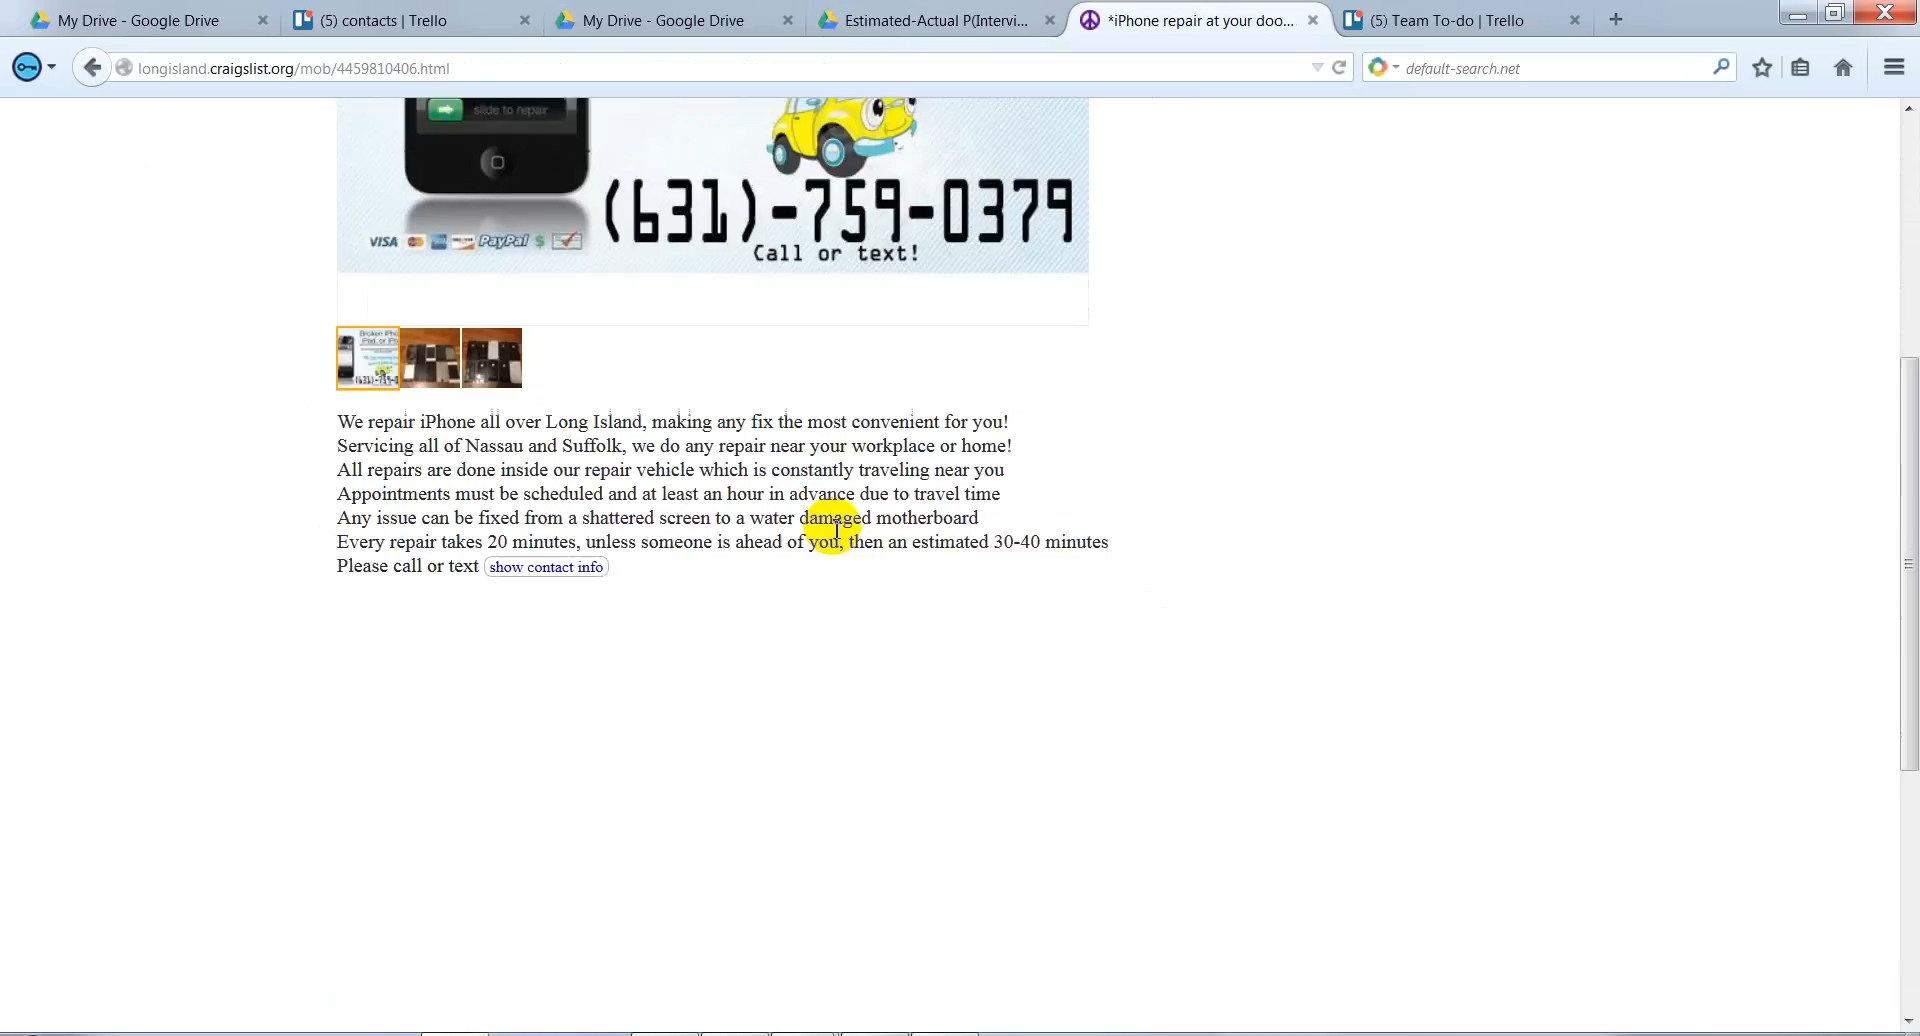 My Drive - Google Drive
(5) contacts | Trello
My Drive - Google Drive
Estimated-Actual P(Intervi...
*iPhone repair at your doo...
(5) Team To-do | Trello
longisland.craigslist.org/mob/4459810406.html
default-search.net
slide to repair
(631)-759-0379
VISA PayPal $
Call or text!
We repair iPhone all over Long Island, making any fix the most convenient for you!
Servicing all of Nassau and Suffolk, we do any repair near your workplace or home!
All repairs are done inside our repair vehicle which is constantly traveling near you
Appointments must be scheduled and at least an hour in advance due to travel time
Any issue can be fixed from a shattered screen to a water damaged motherboard
Every repair takes 20 minutes, unless someone is ahead of you, then an estimated 30-40 minutes
Please call or text show contact info